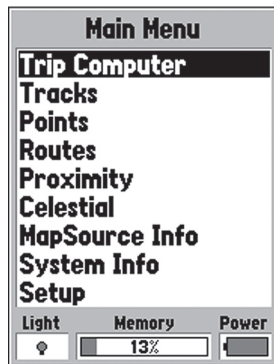 Main Menu
Trip Computer
Tracks
Points
Routes
Proximity
Celestial
MapSource Info
System Info
Setup
Light Memory Power
13%